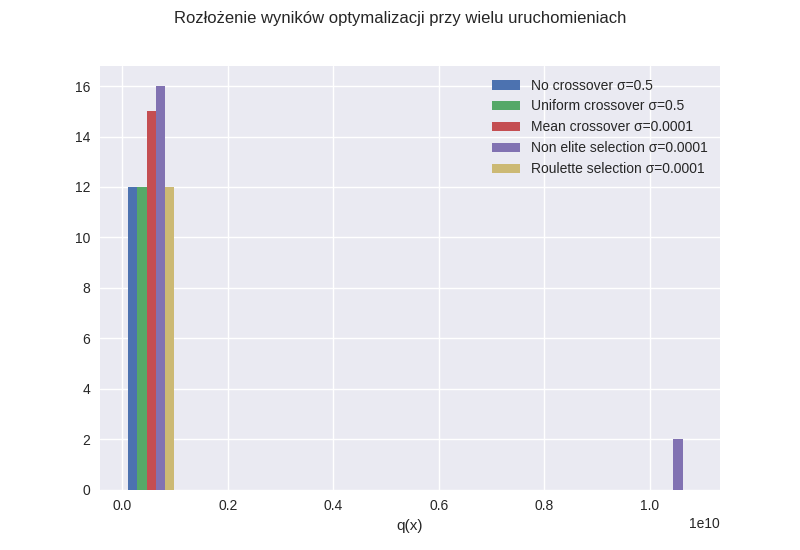 Rozłożenie wyników optymalizacji przy wielu uruchomieniach
No crossover σ=0.5
Uniform crossover σ=0.5
Mean crossover σ=0.0001
Non elite selection σ=0.0001
Roulette selection σ=0.0001
16
14
12
10
8
6
4
2
0
0.0 0.2 0.4 0.6 0.8 1.0
1e10
q(x)